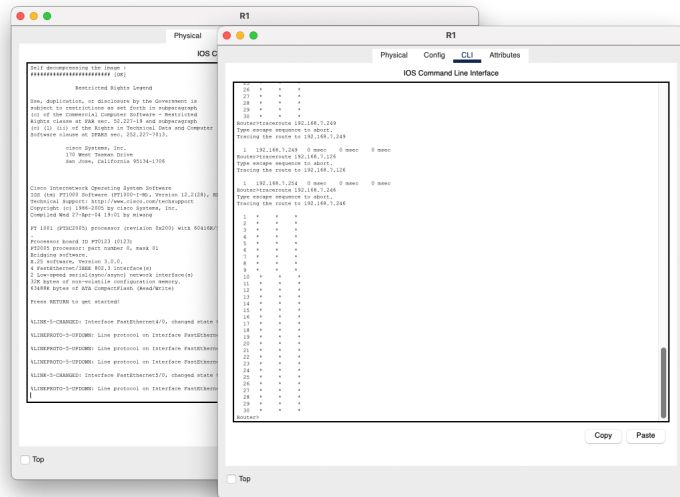 R1
Physical
IOS C
Self decompressing the image :
########################## [OK]
Restricted Rights Legend
Use, duplication, or disclosure by the Government is
subject to restrictions as set forth in subparagraph
(c) of the Commercial Computer Software - Restricted
Rights clause at FAR sec. 52.227-19 and subparagraph
(c) (1) (ii) of the Rights in Technical Data and Computer
Software clause at DFARS sec. 252.227-7013.
cisco Systems, Inc.
170 West Tasman Drive
San Jose, California 95134-1706
Cisco Internetwork Operating System Software
IOS (tm) PT1000 Software (PT1000-I-M), Version 12.2(28),
Technical Support: http://www.cisco.com/techsupport
Copyright (c) 1986-2005 by cisco Systems, Inc.
Compiled Wed 27-Apr-04 19:01 by miwang
PT 1001 (PTSC2005) processor (revision 0x200) with 60416K/
.
Processor board ID PT0123 (0123)
PT2005 processor: part number 0, mask 01
Bridging software.
X.25 software, Version 3.0.0.
4 FastEthernet/IEEE 802.3 interface(s)
2 Low-speed serial(sync/async) network interface(s)
32K bytes of non-volatile configuration memory.
63488K bytes of ATA CompactFlash (Read/Write)
Press RETURN to get started!
%LINK-5-CHANGED: Interface FastEthernet4/0, changed state
%LINEPROTO-5-UPDOWN: Line protocol on Interface FastEthern
%LINEPROTO-5-UPDOWN: Line protocol on Interface FastEthern
%LINEPROTO-5-UPDOWN: Line protocol on Interface FastEthern
%LINK-5-CHANGED: Interface FastEthernet5/0, changed state
%LINEPROTO-5-UPDOWN: Line protocol on Interface FastEthern
Top
R1
Physical Config CLI Attributes
IOS Command Line Interface
26 * * *
27 * * *
28 * * *
29 * * *
30 * * *
Router>traceroute 192.168.7.249
Type escape sequence to abort.
Tracing the route to 192.168.7.249
1 192.168.7.249 0 msec 0 msec 0 msec
Router>traceroute 192.168.7.126
Type escape sequence to abort.
Tracing the route to 192.168.7.126
1 192.168.7.254 0 msec 0 msec 0 msec
Router>traceroute 192.168.7.246
Type escape sequence to abort.
Tracing the route to 192.168.7.246
1 * * *
2 * * *
3 * * *
4 * * *
5 * * *
6 * * *
7 * * *
8 * * *
9 * * *
10 * * *
11 * * *
12 * * *
13 * * *
14 * * *
15 * * *
16 * * *
17 * * *
18 * * *
19 * * *
20 * * *
21 * * *
22 * * *
23 * * *
24 * * *
25 * * *
26 * * *
27 * * *
28 * * *
29 * * *
30 * * *
Router>
Copy Paste
Top